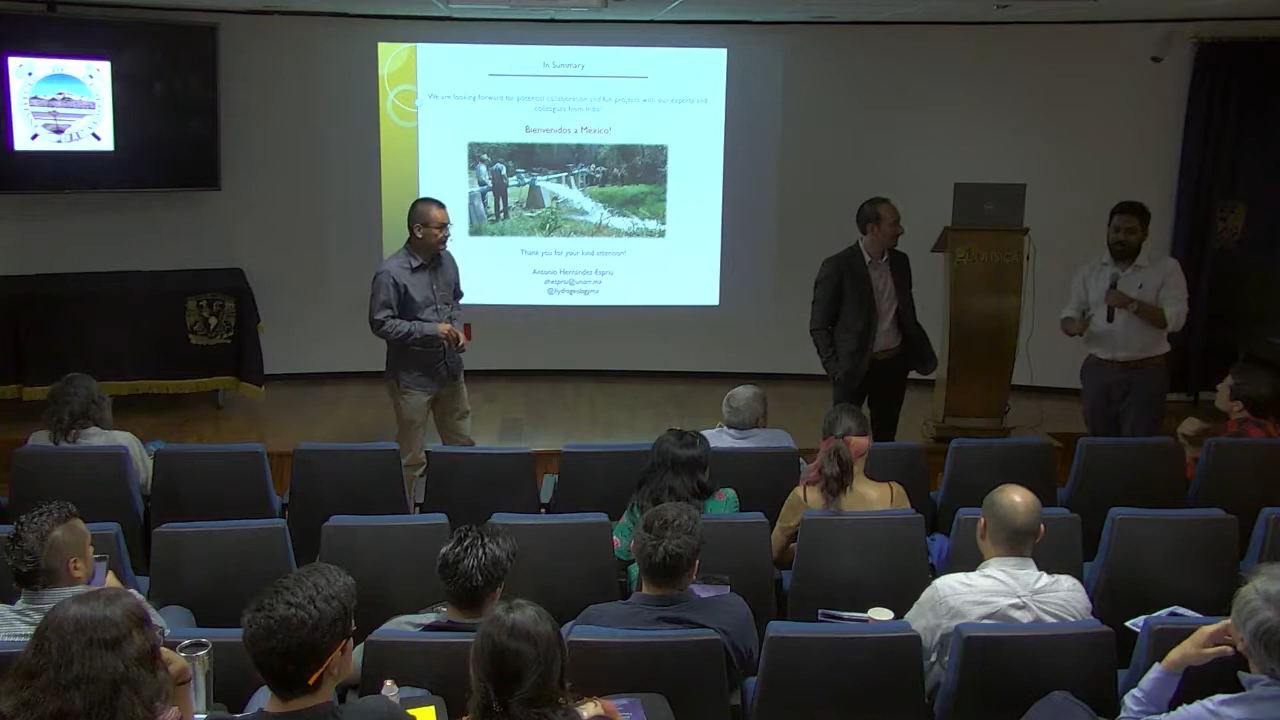 In Summary
We are looking forward for potential collaboration and fun projects with our experts and
colleagues from India!
Bienvenidos a México!
Thank you for your kind attention!
Antonio Hernández-Espriú
ahespriu@unam.mx
@hydrogeologymx
GEOFISICA